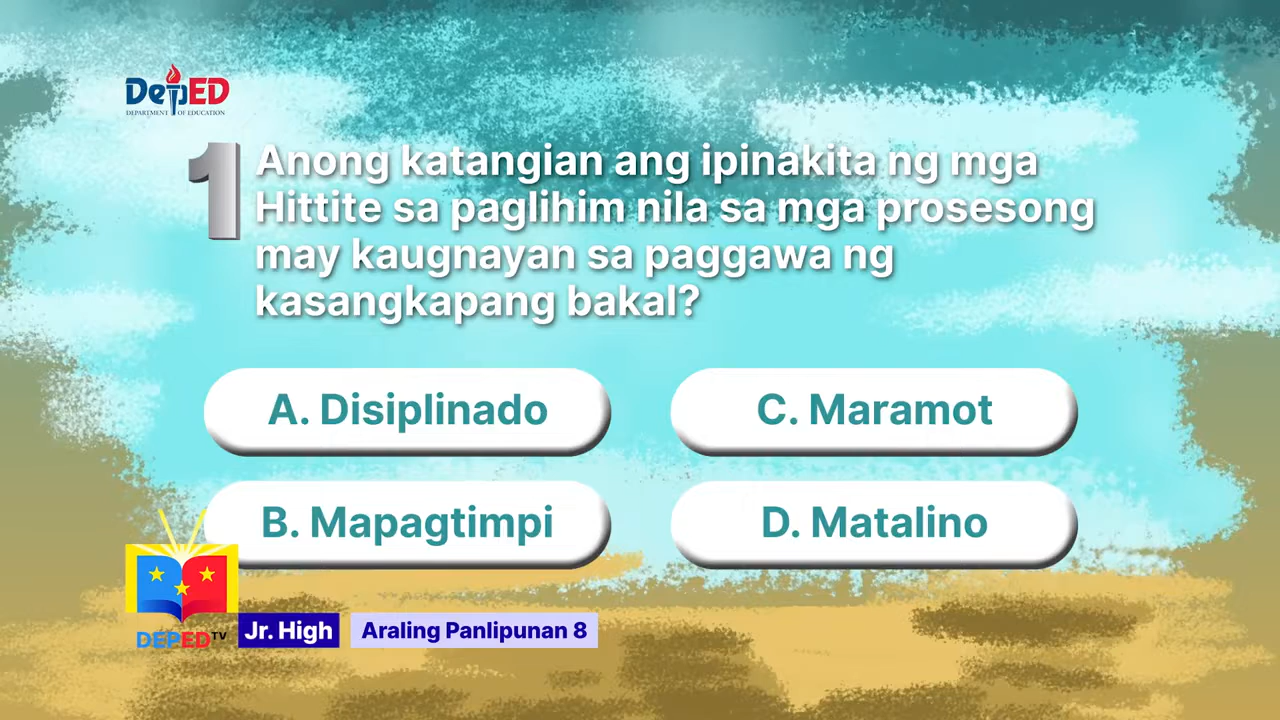 DepED
DEPARTMENT OF EDUCATION
1
Anong katangian ang ipinakita ng mga
Hittite sa paglihim nila sa mga prosesong
may kaugnayan sa paggawa ng
kasangkapang bakal?
A. Disiplinado
C. Maramot
B. Mapagtimpi
D. Matalino
DEPED TV
Jr. High
Araling Panlipunan 8